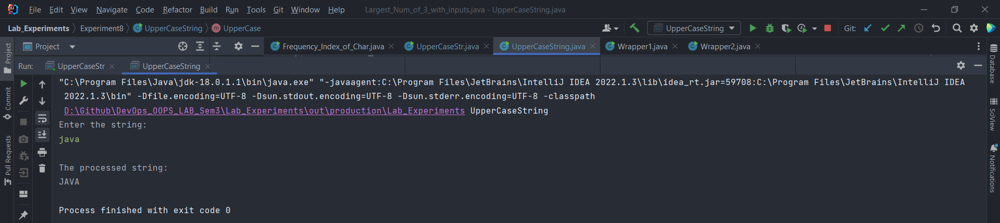 File Edit View Navigate Code Refactor Build Run Tools Git Window Help Largest_Num_of_3_with_inputs.java - UpperCaseString.java
Lab_Experiments Experiment8 UpperCaseString UpperCase UpperCaseString Git:
Project Frequency_Index_of_Char.java UpperCaseStr.java UpperCaseString.java Wrapper1.java Wrapper2.java
Run: UpperCaseStr UpperCaseString
"C:\Program Files\Java\jdk-18.0.1.1\bin\java.exe" "-javaagent:C:\Program Files\JetBrains\IntelliJ IDEA 2022.1.3\lib\idea_rt.jar=59708:C:\Program Files\JetBrains\IntelliJ IDEA
2022.1.3\bin" -Dfile.encoding=UTF-8 -Dsun.stdout.encoding=UTF-8 -Dsun.stderr.encoding=UTF-8 -classpath
D:\Github\DevOps_OOPS_LAB_Sem3\Lab_Experiments\out\production\Lab_Experiments UpperCaseString
Enter the string:
java
The processed string:
JAVA
Process finished with exit code 0
Project
Commit
Pull Requests
Database
SciView
Notifications